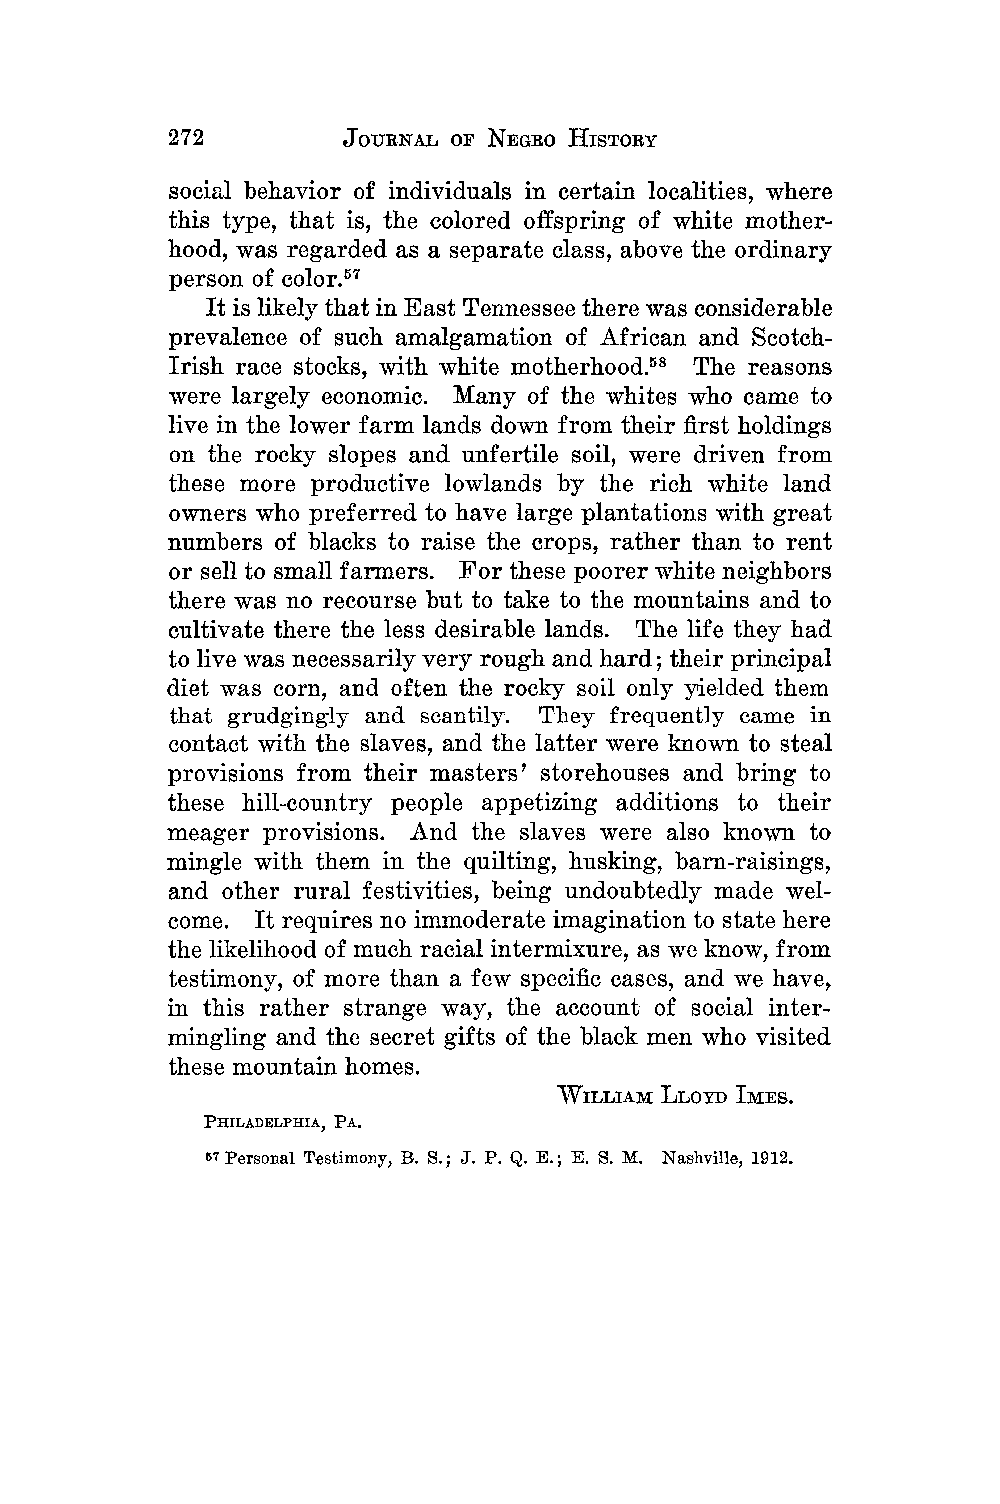 272 JOURNAL OF NEGRO HISTORY
social behavior of individuals in certain localities, where
this type, that is, the colored offspring of white mother-
hood, was regarded as a separate class, above the ordinary
person of color.⁵⁷
It is likely that in East Tennessee there was considerable
prevalence of such amalgamation of African and Scotch-
Irish race stocks, with white motherhood.⁵⁸ The reasons
were largely economic. Many of the whites who came to
live in the lower farm lands down from their first holdings
on the rocky slopes and unfertile soil, were driven from
these more productive lowlands by the rich white land
owners who preferred to have large plantations with great
numbers of blacks to raise the crops, rather than to rent
or sell to small farmers. For these poorer white neighbors
there was no recourse but to take to the mountains and to
cultivate there the less desirable lands. The life they had
to live was necessarily very rough and hard; their principal
diet was corn, and often the rocky soil only yielded them
that grudgingly and scantily. They frequently came in
contact with the slaves, and the latter were known to steal
provisions from their masters' storehouses and bring to
these hill-country people appetizing additions to their
meager provisions. And the slaves were also known to
mingle with them in the quilting, husking, barn-raisings,
and other rural festivities, being undoubtedly made wel-
come. It requires no immoderate imagination to state here
the likelihood of much racial intermixure, as we know, from
testimony, of more than a few specific cases, and we have,
in this rather strange way, the account of social inter-
mingling and the secret gifts of the black men who visited
these mountain homes.
WILLIAM LLOYD IMES.
PHILADELPHIA, PA.
⁵⁷ Personal Testimony, B. S.; J. P. Q. E.; E. S. M. Nashville, 1912.